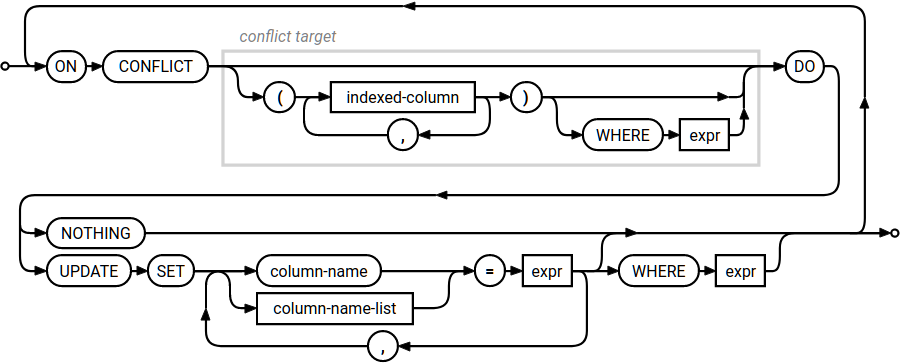 conflict target
ON CONFLICT DO
( indexed-column )
, WHERE expr
NOTHING
UPDATE SET column-name = expr WHERE expr
column-name-list
,